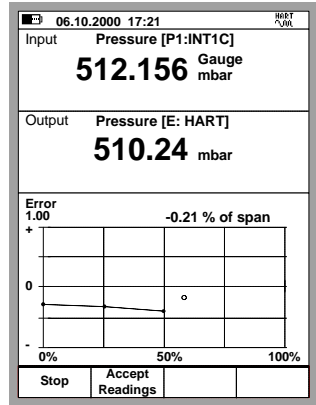 06.10.2000 17:21 HART
Input Pressure [P1:INT1C]
512.156 Gauge mbar
Output Pressure [E: HART]
510.24 mbar
Error
1.00 -0.21 % of span
+
0
-
0% 50% 100%
Stop Accept Readings